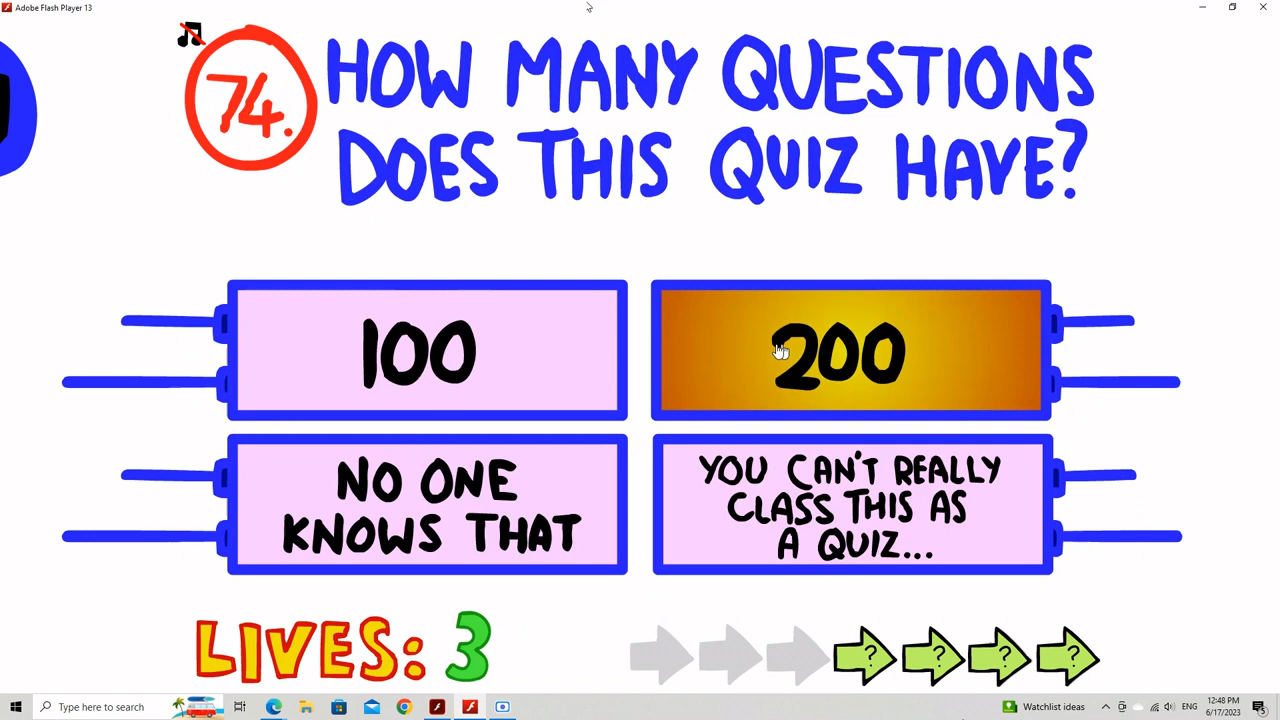 Adobe Flash Player 13
74.
HOW MANY QUESTIONS
DOES THIS QUIZ HAVE?
100
200
NO ONE
KNOWS THAT
YOU CAN'T REALLY
CLASS THIS AS
A QUIZ...
LIVES: 3
? ? ? ?
Type here to search
Watchlist ideas
ENG
12:48 PM
6/17/2023